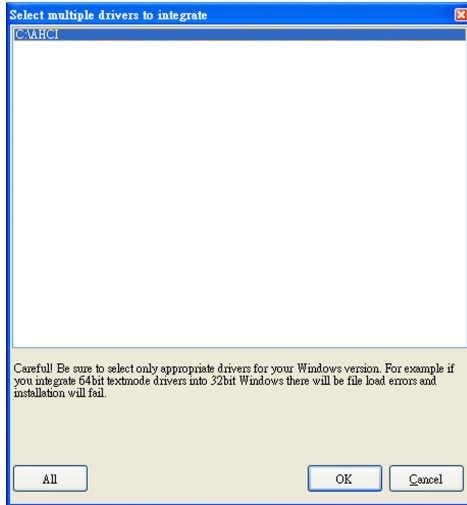 Select multiple drivers to integrate
C:\AHCI
Careful! Be sure to select only appropriate drivers for your Windows version. For example if
you integrate 64bit textmode drivers into 32bit Windows there will be file load errors and
installation will fail.
All
OK
Cancel